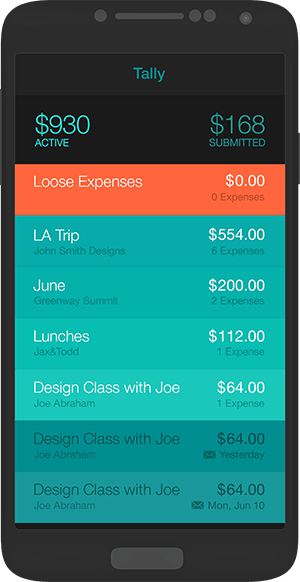 Tally
$930 $168
ACTIVE SUBMITTED
Loose Expenses $0.00
0 Expenses
LA Trip $554.00
John Smith Designs 6 Expenses
June $200.00
Greenway Summit 2 Expenses
Lunches $112.00
Jax&Todd 1 Expense
Design Class with Joe $64.00
Joe Abraham 1 Expense
Design Class with Joe $64.00
Joe Abraham Yesterday
Design Class with Joe $64.00
Joe Abraham Mon, Jun 10